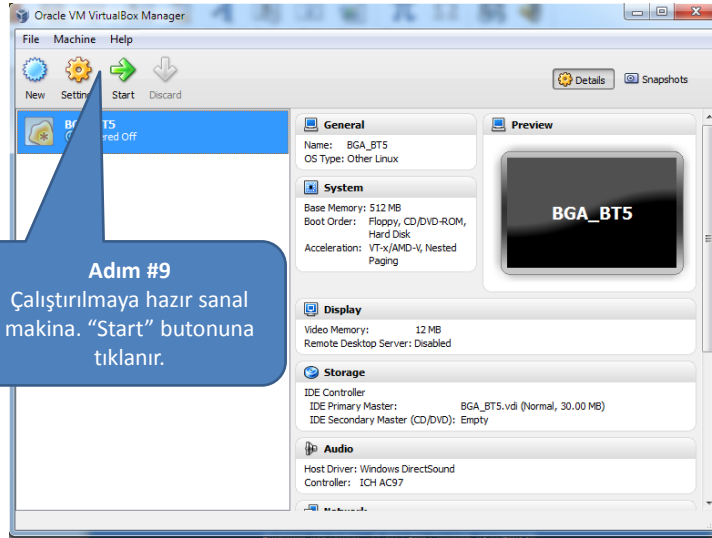 Oracle VM VirtualBox Manager
File Machine Help
New Start Discard
Details Snapshots
General
Name: BGA_BT5
OS Type: Other Linux
System
Base Memory: 512 MB
Boot Order: Floppy, CD/DVD-ROM,
Hard Disk
Acceleration: VT-x/AMD-V, Nested
Paging
Preview
BGA_BT5
Adım #9
Çalıştırılmaya hazır sanal
makina. “Start” butonuna
tıklanır.
Display
Video Memory: 12 MB
Remote Desktop Server: Disabled
Storage
IDE Controller
IDE Primary Master: BGA_BT5.vdi (Normal, 30.00 MB)
IDE Secondary Master (CD/DVD): Empty
Audio
Host Driver: Windows DirectSound
Controller: ICH AC97